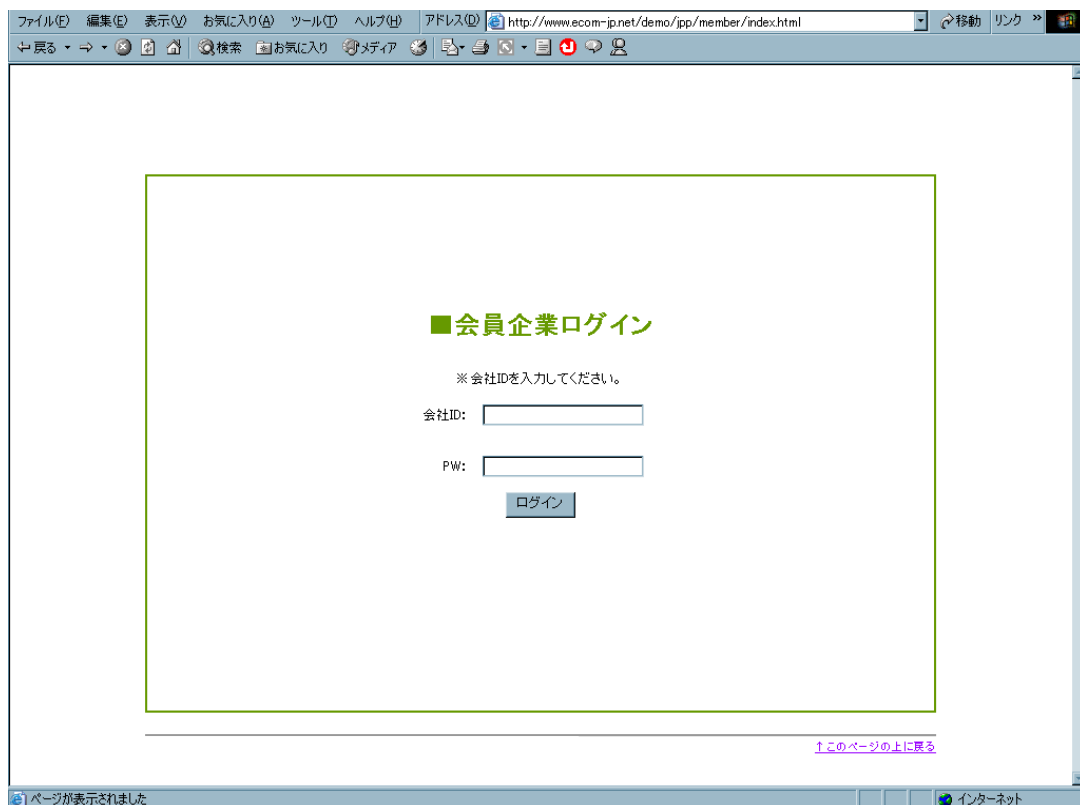 ファイル(F) 編集(E) 表示(V) お気に入り(A) ツール(T) ヘルプ(H) アドレス(D) http://www.ecom-jp.net/demo/jpp/member/index.html 移動 リンク »
戻る 検索 お気に入り メディア
■会員企業ログイン
※会社IDを入力してください。
会社ID:
PW:
ログイン
↑このページの上に戻る
ページが表示されました インターネット